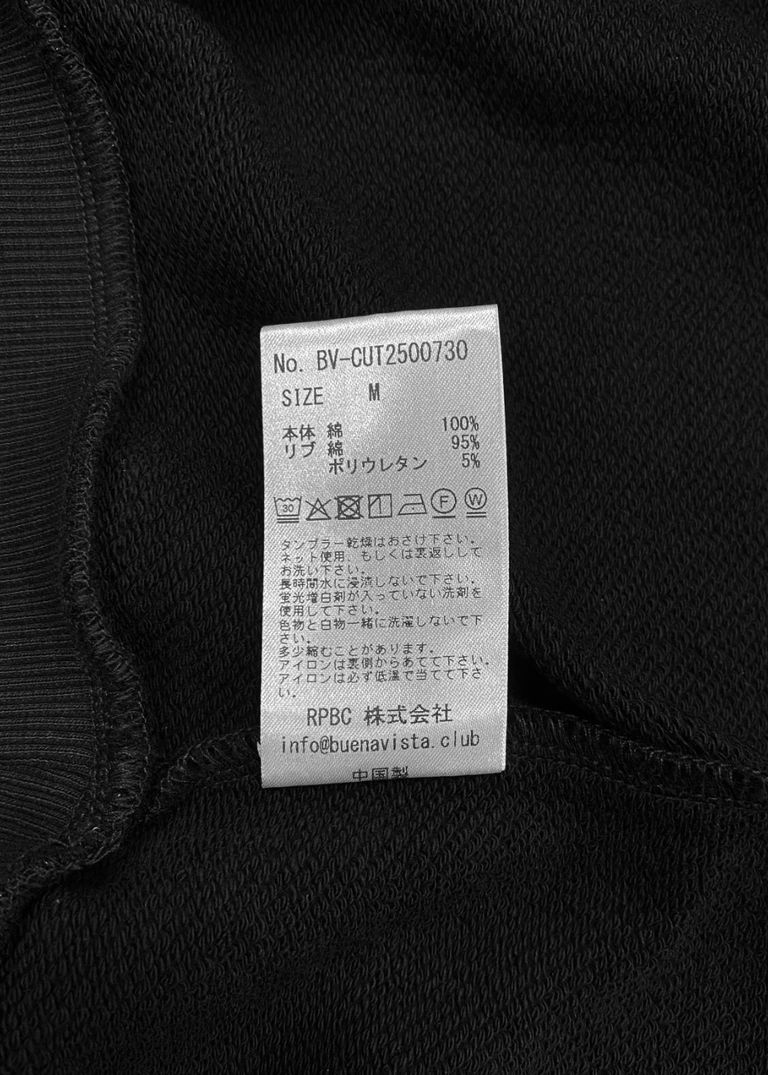 No. BV-CUT2500730
SIZE M
本体 綿 100%
リブ 綿 95%
ポリウレタン 5%
30 F W
タンブラー乾燥はおさけ下さい。
ネット使用、もしくは裏返しして
お洗い下さい。
長時間水に浸漬しないで下さい。
蛍光増白剤が入っていない洗剤を
使用して下さい。
色物と白物一緒に洗濯しないで下
さい。
多少縮むことがあります。
アイロンは裏側からあてて下さい。
アイロンは必ず低温で当てて下さ
い。
RPBC 株式会社
info@buenavista.club
中国製